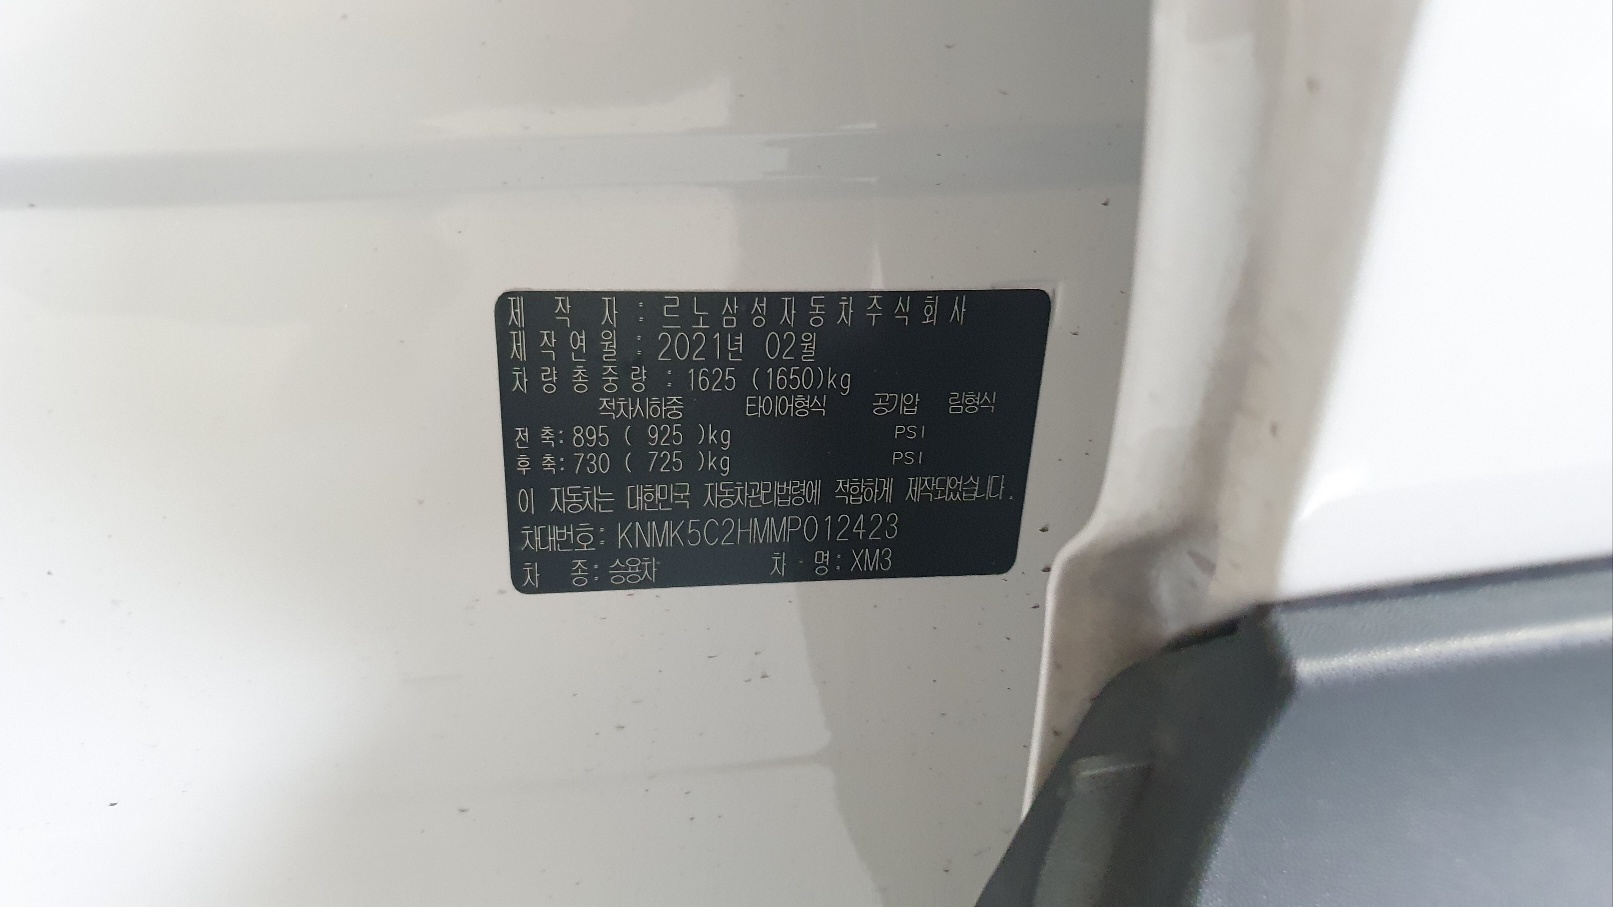 제 작 자 : 르노삼성자동차주식회사
제작연월 : 2021년 02월
차량총중량 : 1625 (1650)kg
적차시하중 타이어형식 공기압 림형식
전 축: 895 ( 925 )kg PSI
후 축: 730 ( 725 )kg PSI
이 자동차는 대한민국 자동차관리법령에 적합하게 제작되었습니다.
차대번호: KNMK5C2HMMP012423
차 종: 승용차 차 명: XM3